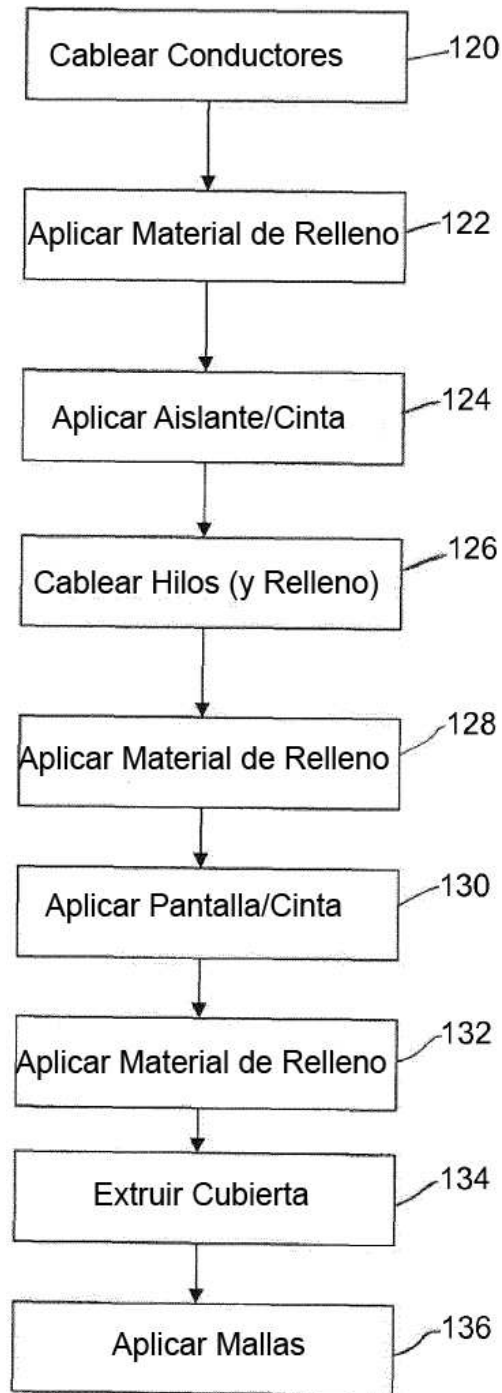 Cablear Conductores 120
Aplicar Material de Relleno 122
Aplicar Aislante/Cinta 124
Cablear Hilos (y Relleno) 126
Aplicar Material de Relleno 128
Aplicar Pantalla/Cinta 130
Aplicar Material de Relleno 132
Extruir Cubierta 134
Aplicar Mallas 136